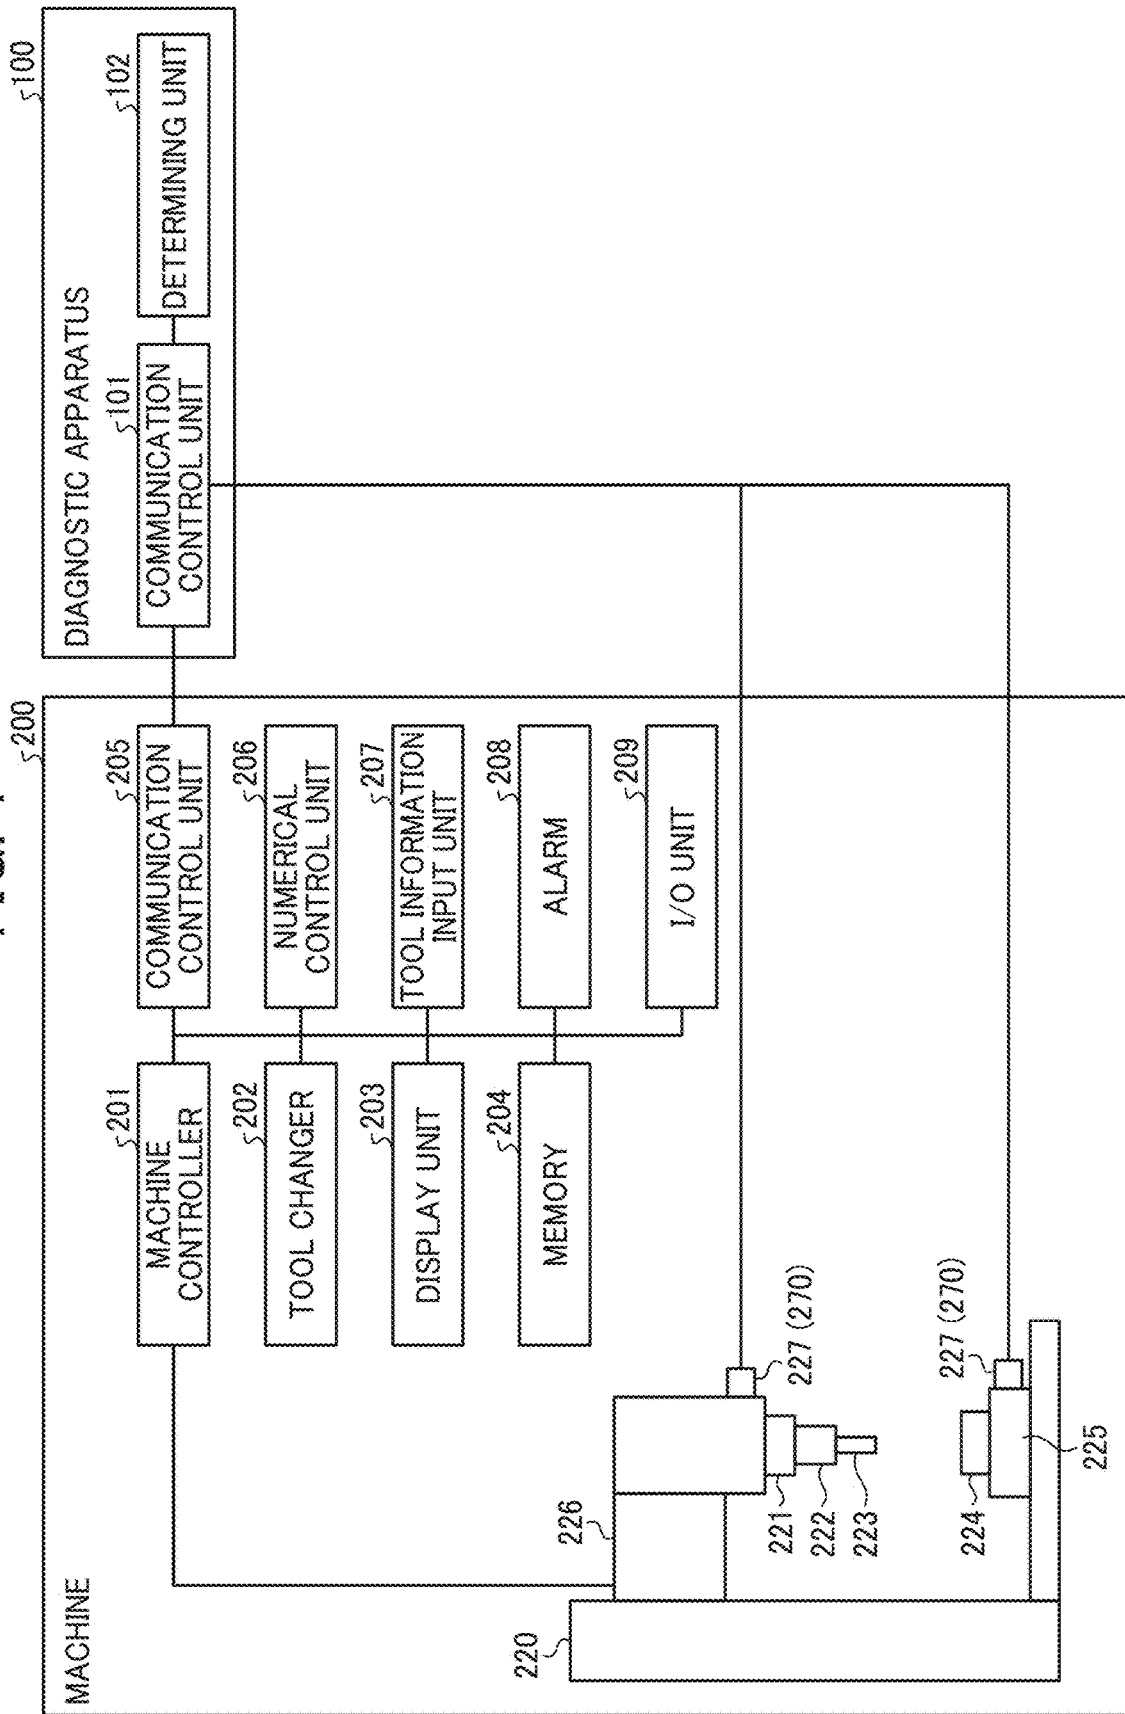 100
DIAGNOSTIC APPARATUS
101
COMMUNICATION
CONTROL UNIT
102
DETERMINING UNIT
200
MACHINE
201
MACHINE
CONTROLLER
202
TOOL CHANGER
203
DISPLAY UNIT
204
MEMORY
205
COMMUNICATION
CONTROL UNIT
206
NUMERICAL
CONTROL UNIT
207
TOOL INFORMATION
INPUT UNIT
208
ALARM
209
I/O UNIT
220
226
221
222
223
227 (270)
224
225
227 (270)